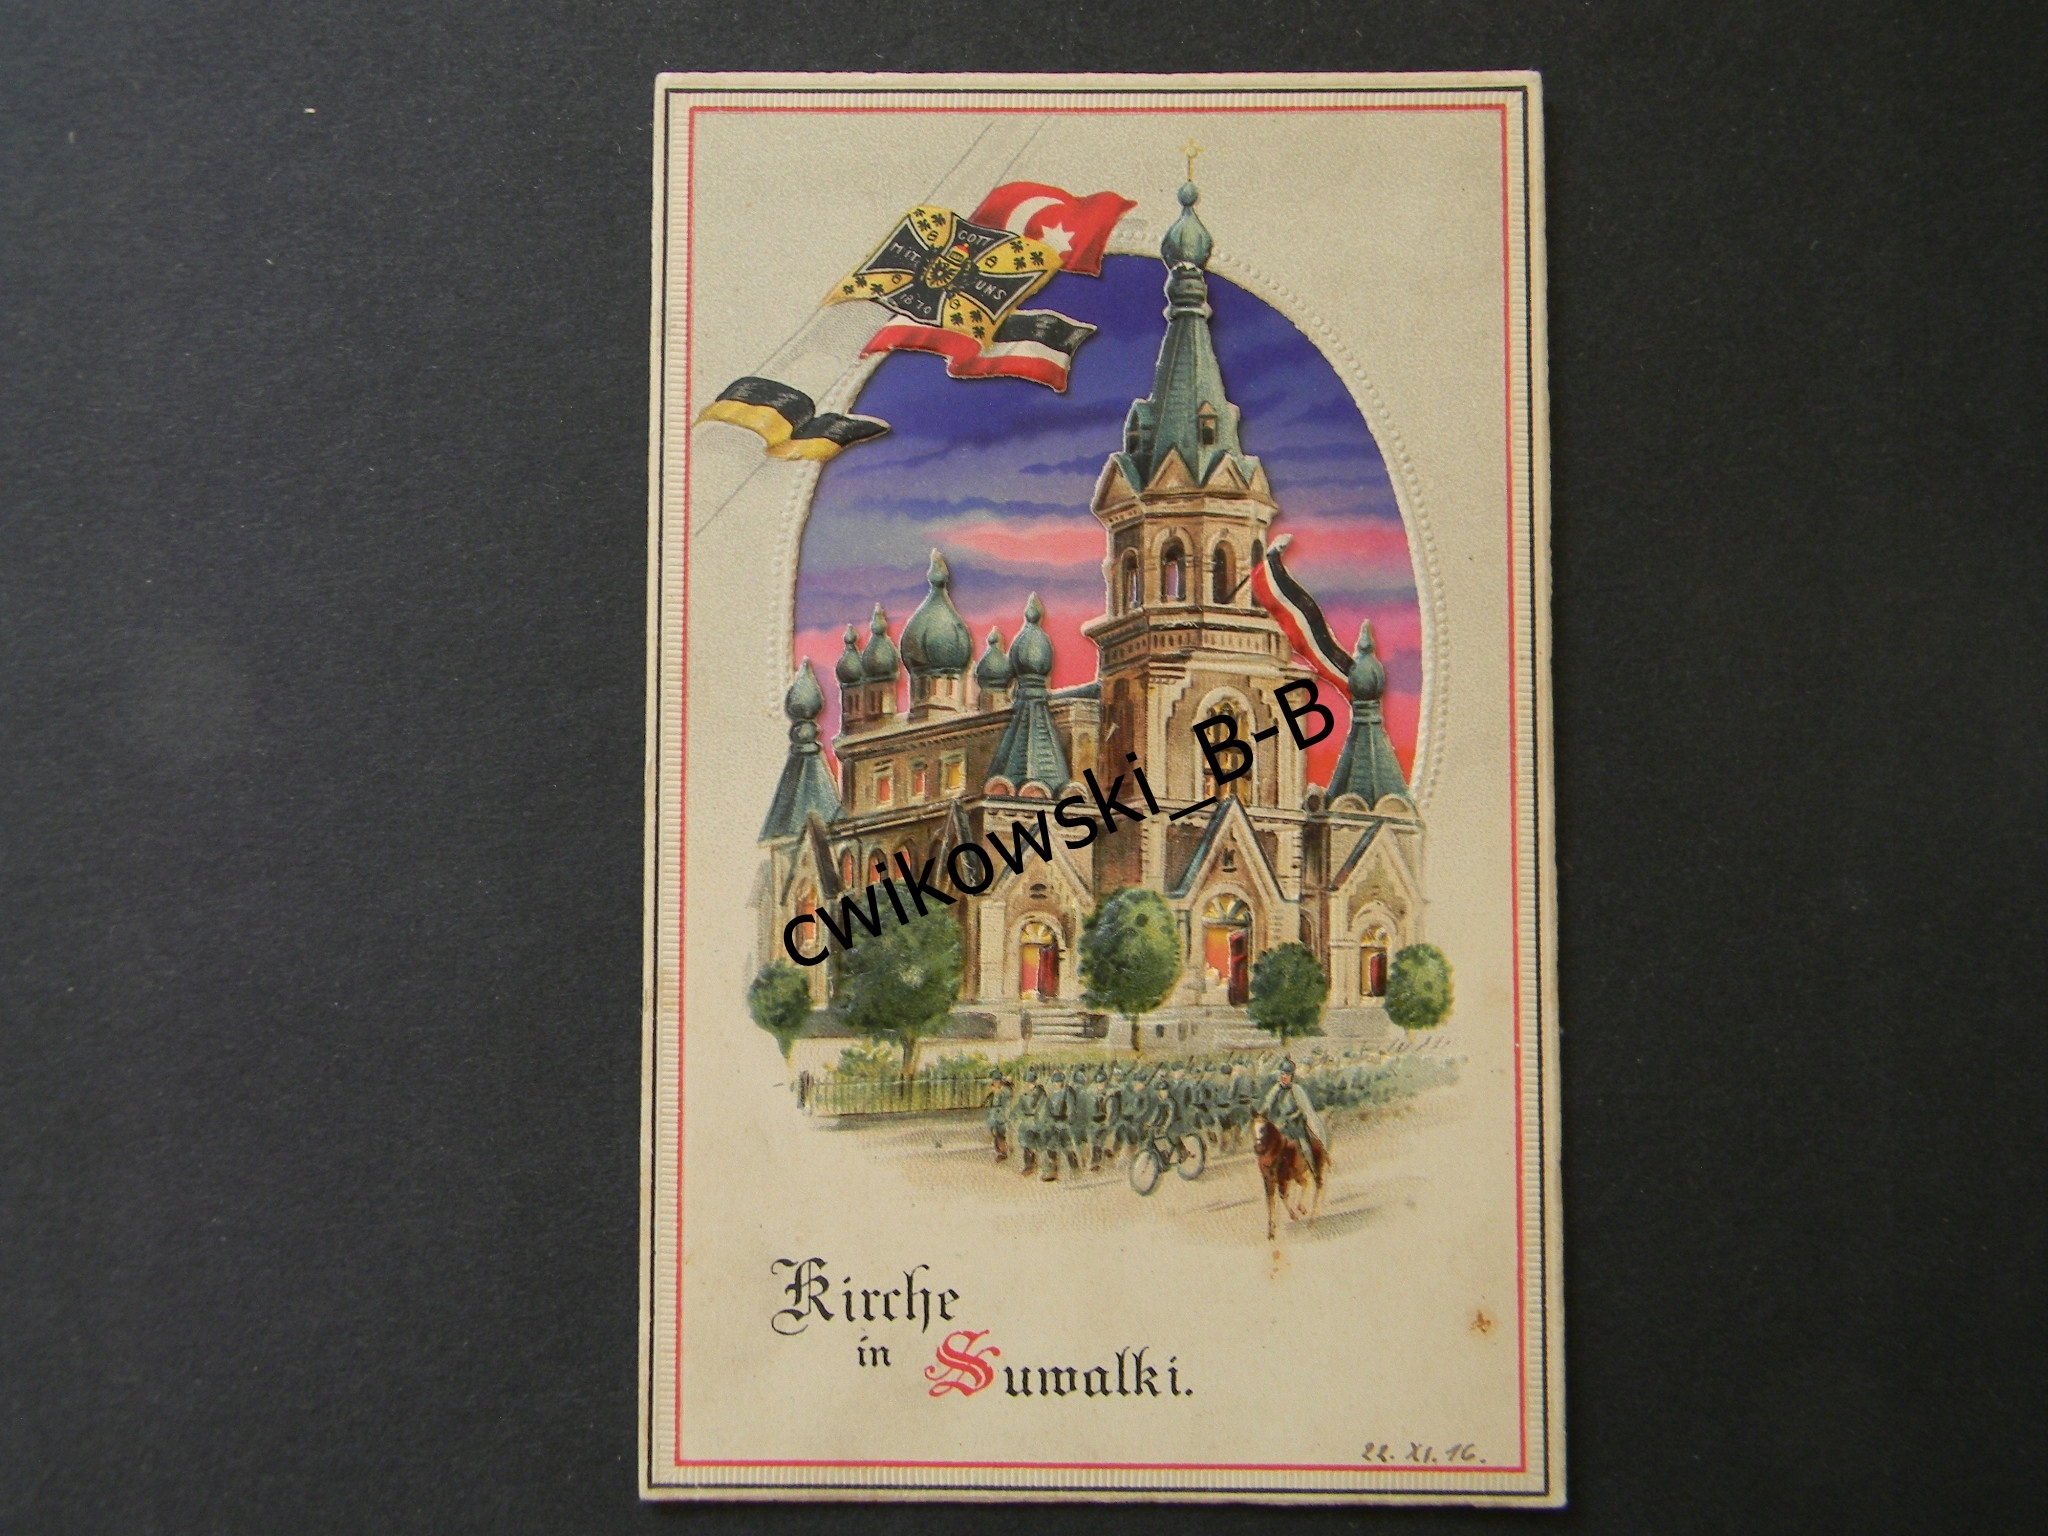 GOTT
MIT UNS
1870
cwikowski_B-B
Kirche
in
Suwalki.
22. XI. 16.